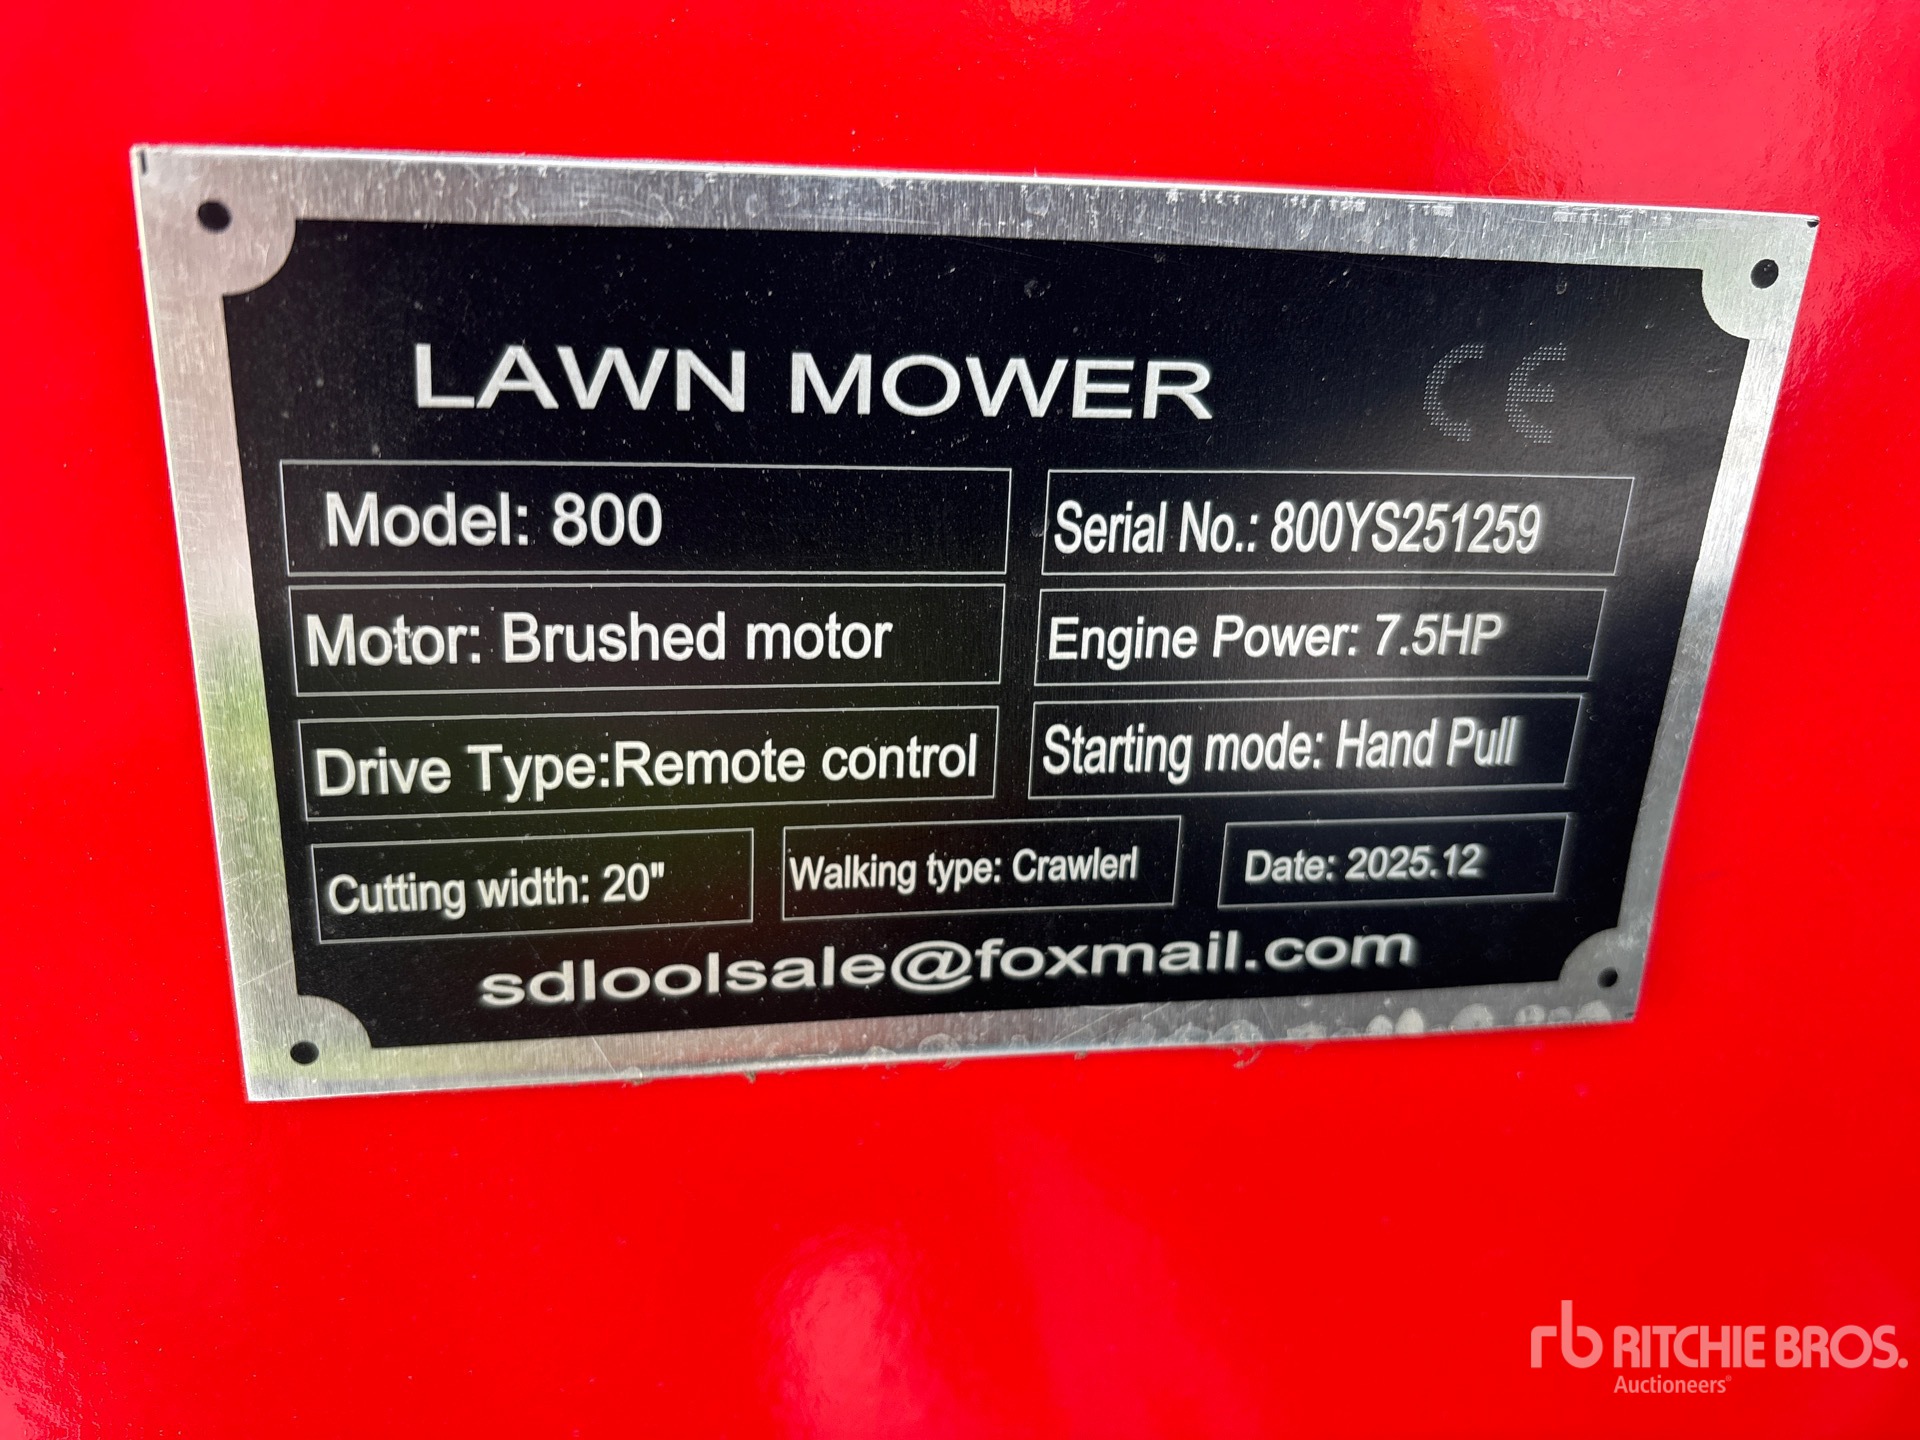 LAWN MOWER CE
Model: 800
Serial No.: 800YS251259
Motor: Brushed motor
Engine Power: 7.5HP
Drive Type:Remote control
Starting mode: Hand Pull
Cutting width: 20"
Walking type: Crawlerl
Date: 2025.12
sdloolsale@foxmail.com
rb RITCHIE BROS.
Auctioneers®